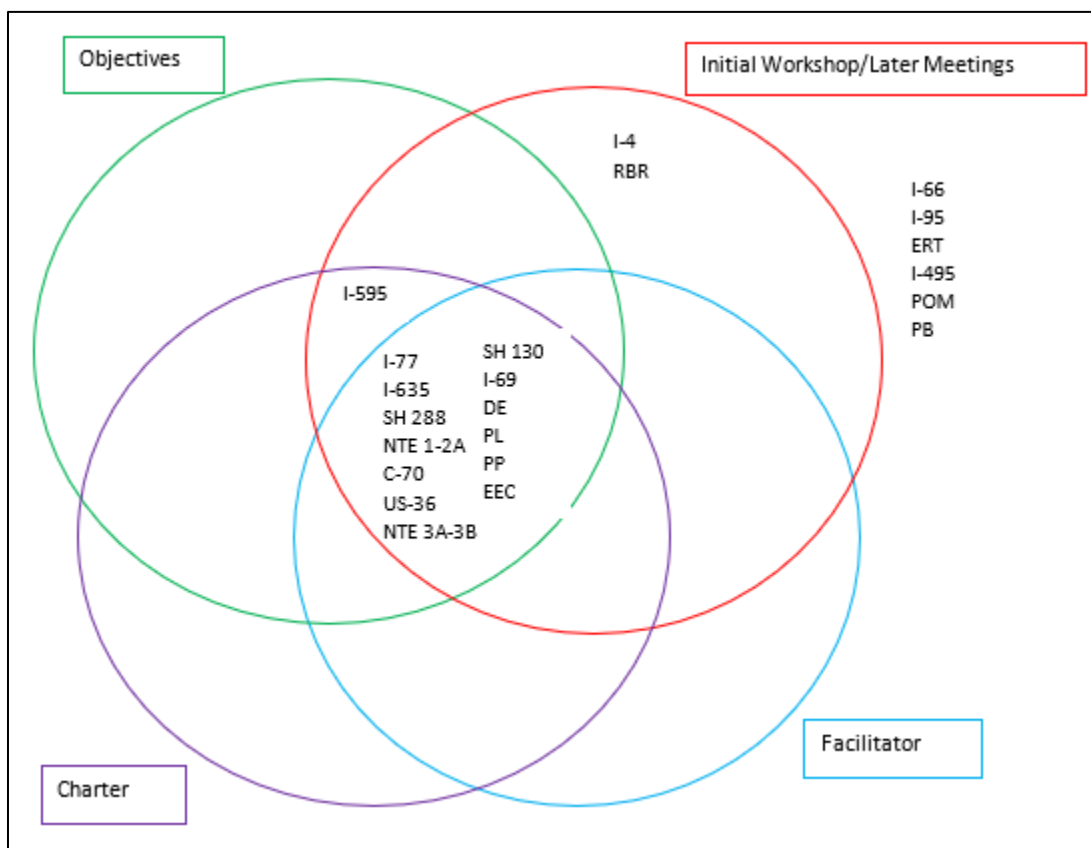 Objectives
Initial Workshop/Later Meetings
I-4
RBR
I-66
I-95
ERT
I-495
POM
PB
I-595
I-77
I-635
SH 288
NTE 1-2A
C-70
US-36
NTE 3A-3B
SH 130
I-69
DE
PL
PP
EEC
Facilitator
Charter